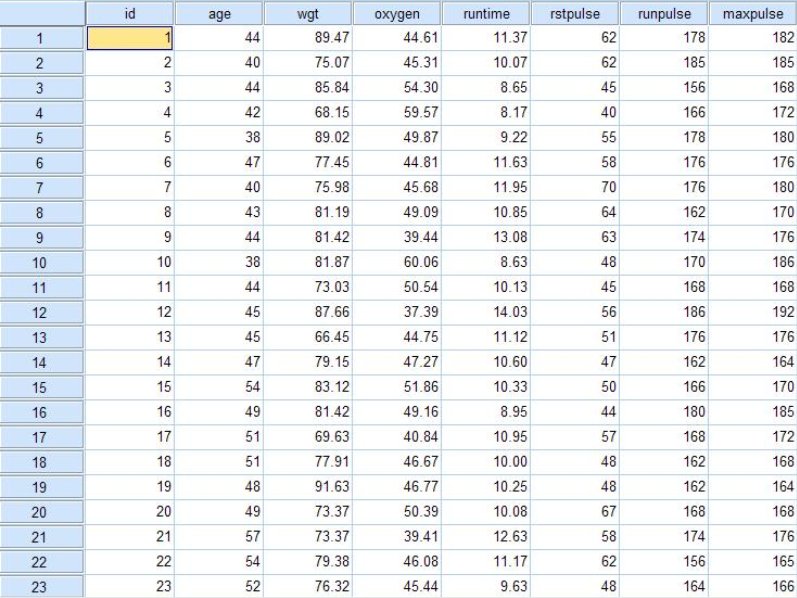 id age wgt oxygen runtime rstpulse runpulse maxpulse
1 1 44 89.47 44.61 11.37 62 178 182
2 2 40 75.07 45.31 10.07 62 185 185
3 3 44 85.84 54.30 8.65 45 156 168
4 4 42 68.15 59.57 8.17 40 166 172
5 5 38 89.02 49.87 9.22 55 178 180
6 6 47 77.45 44.81 11.63 58 176 176
7 7 40 75.98 45.68 11.95 70 176 180
8 8 43 81.19 49.09 10.85 64 162 170
9 9 44 81.42 39.44 13.08 63 174 176
10 10 38 81.87 60.06 8.63 48 170 186
11 11 44 73.03 50.54 10.13 45 168 168
12 12 45 87.66 37.39 14.03 56 186 192
13 13 45 66.45 44.75 11.12 51 176 176
14 14 47 79.15 47.27 10.60 47 162 164
15 15 54 83.12 51.86 10.33 50 166 170
16 16 49 81.42 49.16 8.95 44 180 185
17 17 51 69.63 40.84 10.95 57 168 172
18 18 51 77.91 46.67 10.00 48 162 168
19 19 48 91.63 46.77 10.25 48 162 164
20 20 49 73.37 50.39 10.08 67 168 168
21 21 57 73.37 39.41 12.63 58 174 176
22 22 54 79.38 46.08 11.17 62 156 165
23 23 52 76.32 45.44 9.63 48 164 166